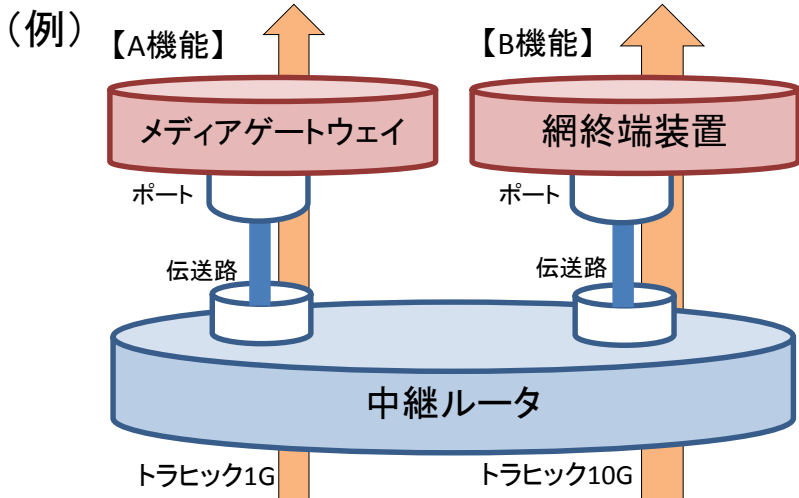 （例）
【A機能】
【B機能】
メディアゲートウェイ
網終端装置
ポート
ポート
伝送路
伝送路
中継ルータ
トラヒック1G
トラヒック10G